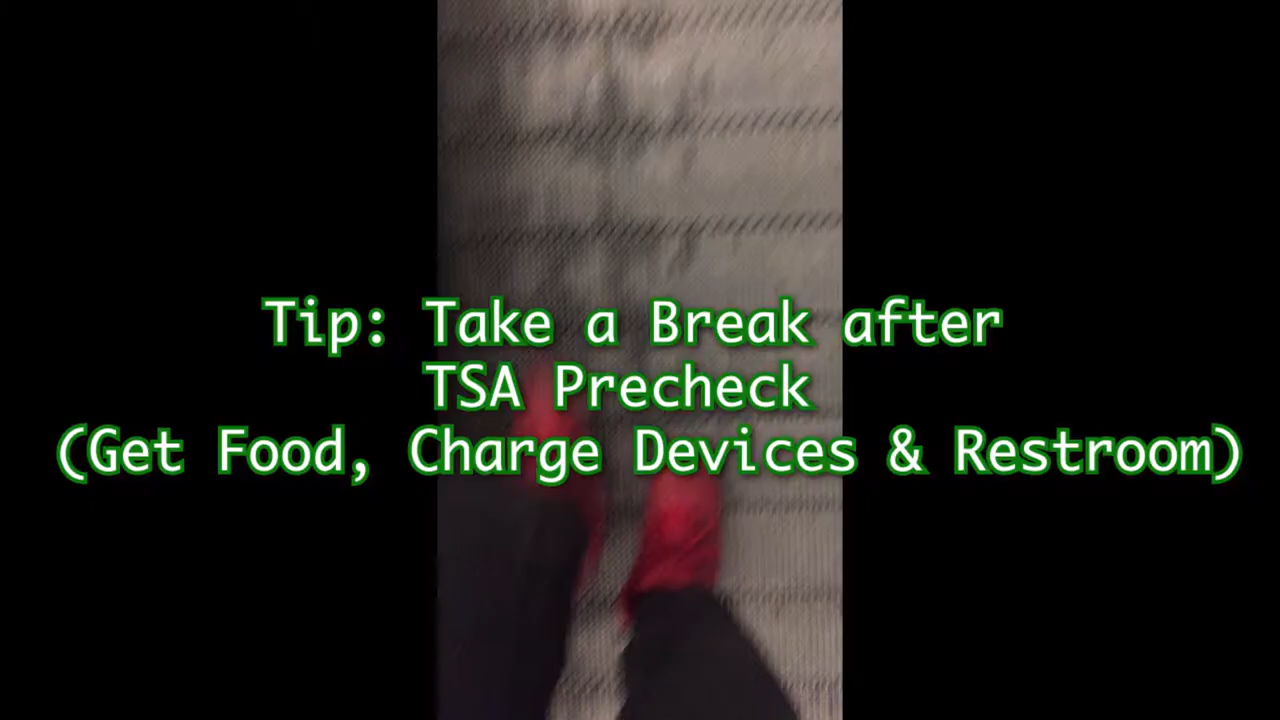 Tip: Take a Break after
TSA Precheck
(Get Food, Charge Devices & Restroom)